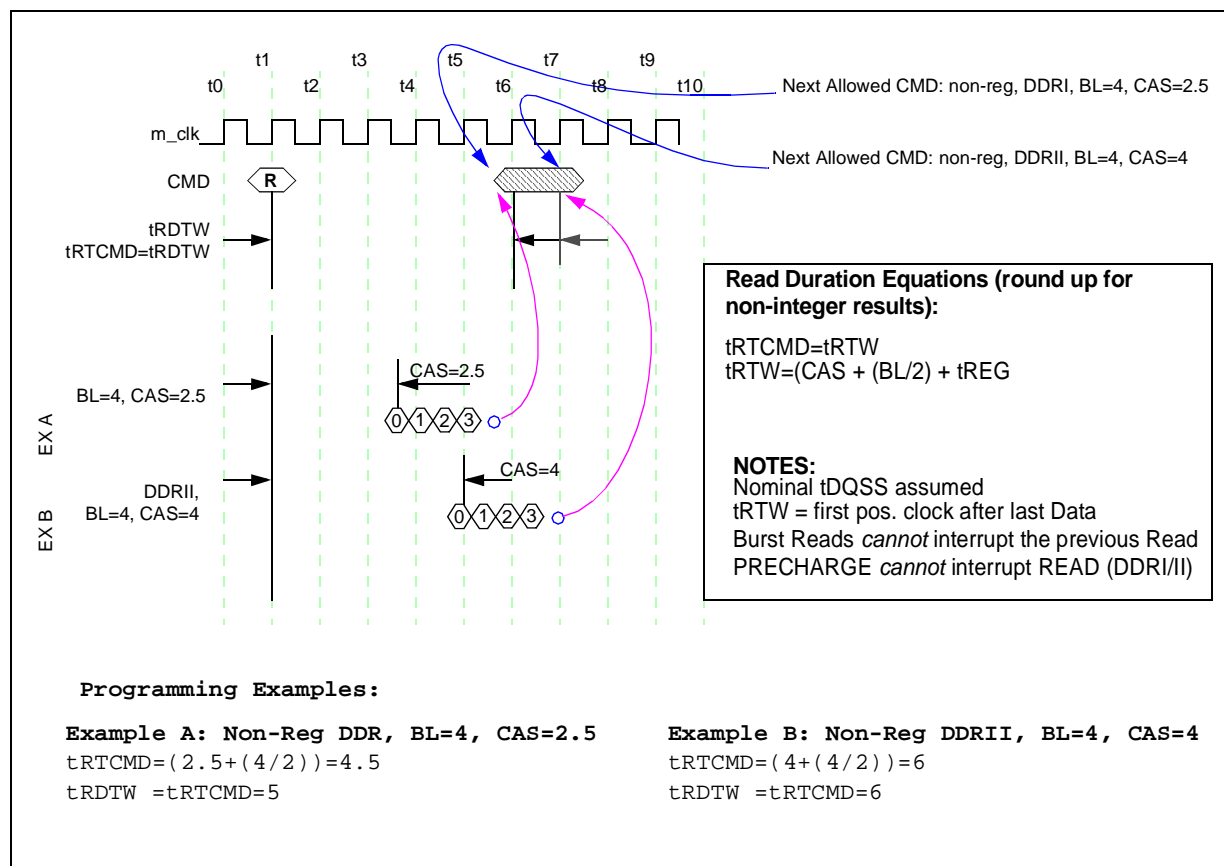 t1
t3
t5
t7
t9
t0
t2
t4
t6
t8
t10
Next Allowed CMD: non-reg, DDRI, BL=4, CAS=2.5
m_clk
Next Allowed CMD: non-reg, DDRII, BL=4, CAS=4
CMD
R
tRDTW
tRTCMD=tRDTW
Read Duration Equations (round up for
non-integer results):
tRTCMD=tRTW
tRTW=(CAS + (BL/2) + tREG
EX A
BL=4, CAS=2.5
CAS=2.5
0 1 2 3
EX B
DDRII,
BL=4, CAS=4
CAS=4
0 1 2 3
NOTES:
Nominal tDQSS assumed
tRTW = first pos. clock after last Data
Burst Reads cannot interrupt the previous Read
PRECHARGE cannot interrupt READ (DDRI/II)
Programming Examples:
Example A: Non-Reg DDR, BL=4, CAS=2.5
tRTCMD=(2.5+(4/2))=4.5
tRDTW =tRTCMD=5
Example B: Non-Reg DDRII, BL=4, CAS=4
tRTCMD=(4+(4/2))=6
tRDTW =tRTCMD=6